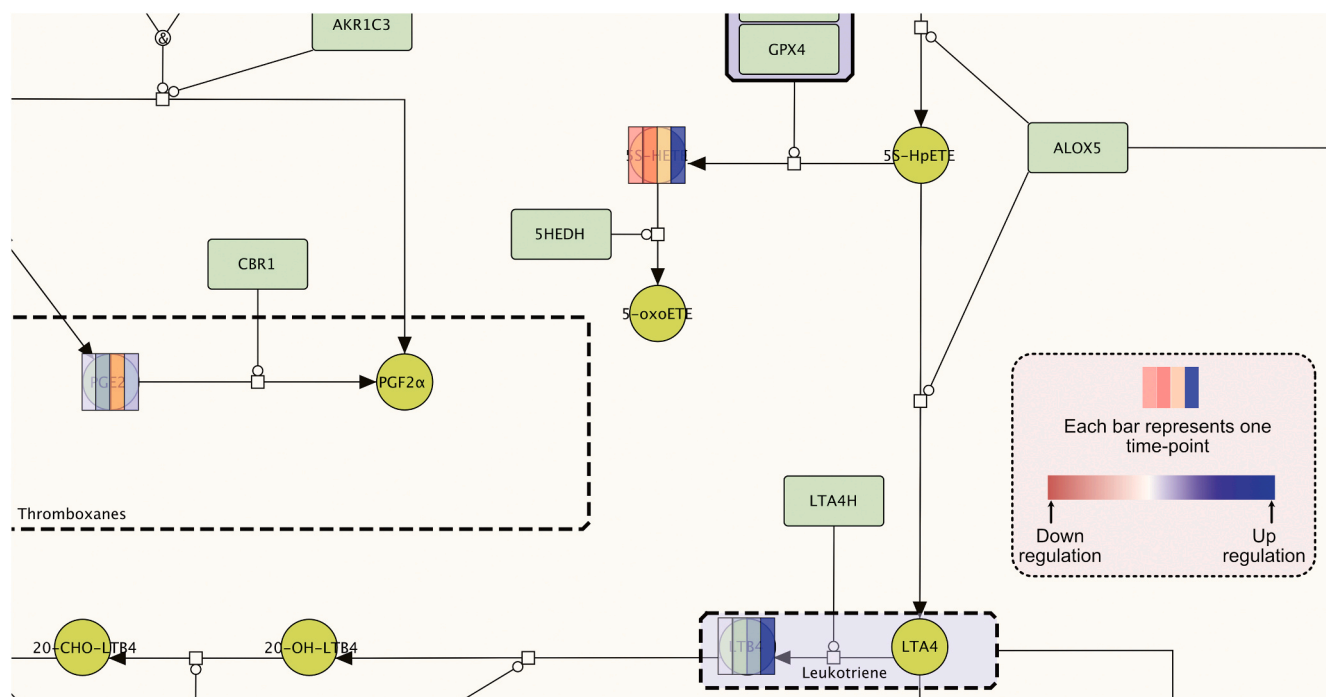 AKR1C3
&
GPX4
5S-HETE
5S-HpETE
ALOX5
5HEDH
CBR1
5-oxoETE
PGE2
PGF2α
Each bar represents one
time-point
Down
regulation
Up
regulation
LTA4H
Thromboxanes
20-CHO-LTB4
20-OH-LTB4
LTB4
LTA4
Leukotriene